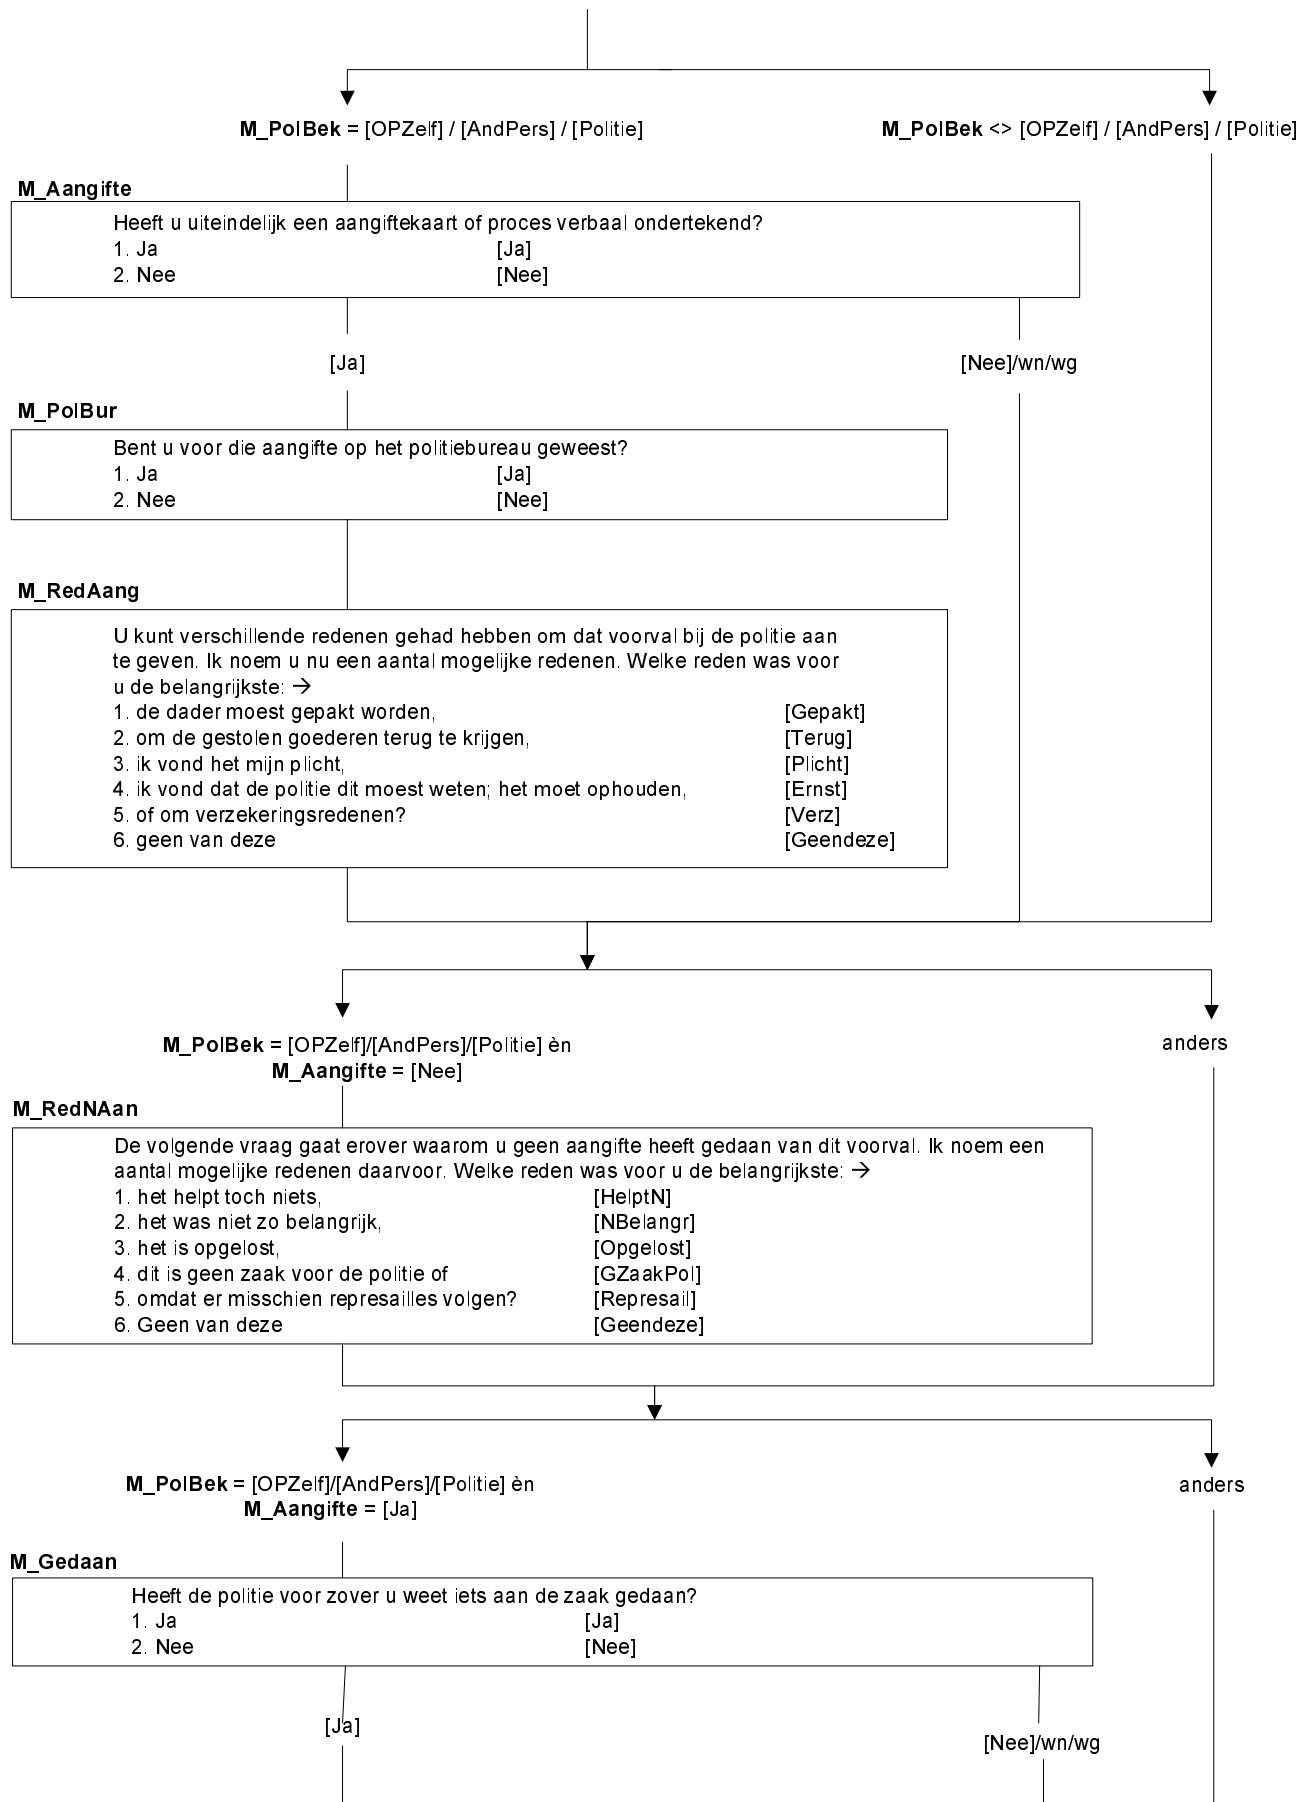 M_PolBek = [OPZelf] / [AndPers] / [Politie]
M_PolBek <> [OPZelf] / [AndPers] / [Politie]
M_Aangifte
Heeft u uiteindelijk een aangiftekaart of proces verbaal ondertekend?
1. Ja [Ja]
2. Nee [Nee]
[Ja]
[Nee]/wn/wg
M_PolBur
Bent u voor die aangifte op het politiebureau geweest?
1. Ja [Ja]
2. Nee [Nee]
M_RedAang
U kunt verschillende redenen gehad hebben om dat voorval bij de politie aan
te geven. Ik noem u nu een aantal mogelijke redenen. Welke reden was voor
u de belangrijkste: →
1. de dader moest gepakt worden, [Gepakt]
2. om de gestolen goederen terug te krijgen, [Terug]
3. ik vond het mijn plicht, [Plicht]
4. ik vond dat de politie dit moest weten; het moet ophouden, [Ernst]
5. of om verzekeringsredenen? [Verz]
6. geen van deze [Geendeze]
M_PolBek = [OPZelf]/[AndPers]/[Politie] èn
M_Aangifte = [Nee]
anders
M_RedNAan
De volgende vraag gaat erover waarom u geen aangifte heeft gedaan van dit voorval. Ik noem een
aantal mogelijke redenen daarvoor. Welke reden was voor u de belangrijkste: →
1. het helpt toch niets, [HelptN]
2. het was niet zo belangrijk, [NBelangr]
3. het is opgelost, [Opgelost]
4. dit is geen zaak voor de politie of [GZaakPol]
5. omdat er misschien represailles volgen? [Represail]
6. Geen van deze [Geendeze]
M_PolBek = [OPZelf]/[AndPers]/[Politie] èn
M_Aangifte = [Ja]
anders
M_Gedaan
Heeft de politie voor zover u weet iets aan de zaak gedaan?
1. Ja [Ja]
2. Nee [Nee]
[Ja]
[Nee]/wn/wg